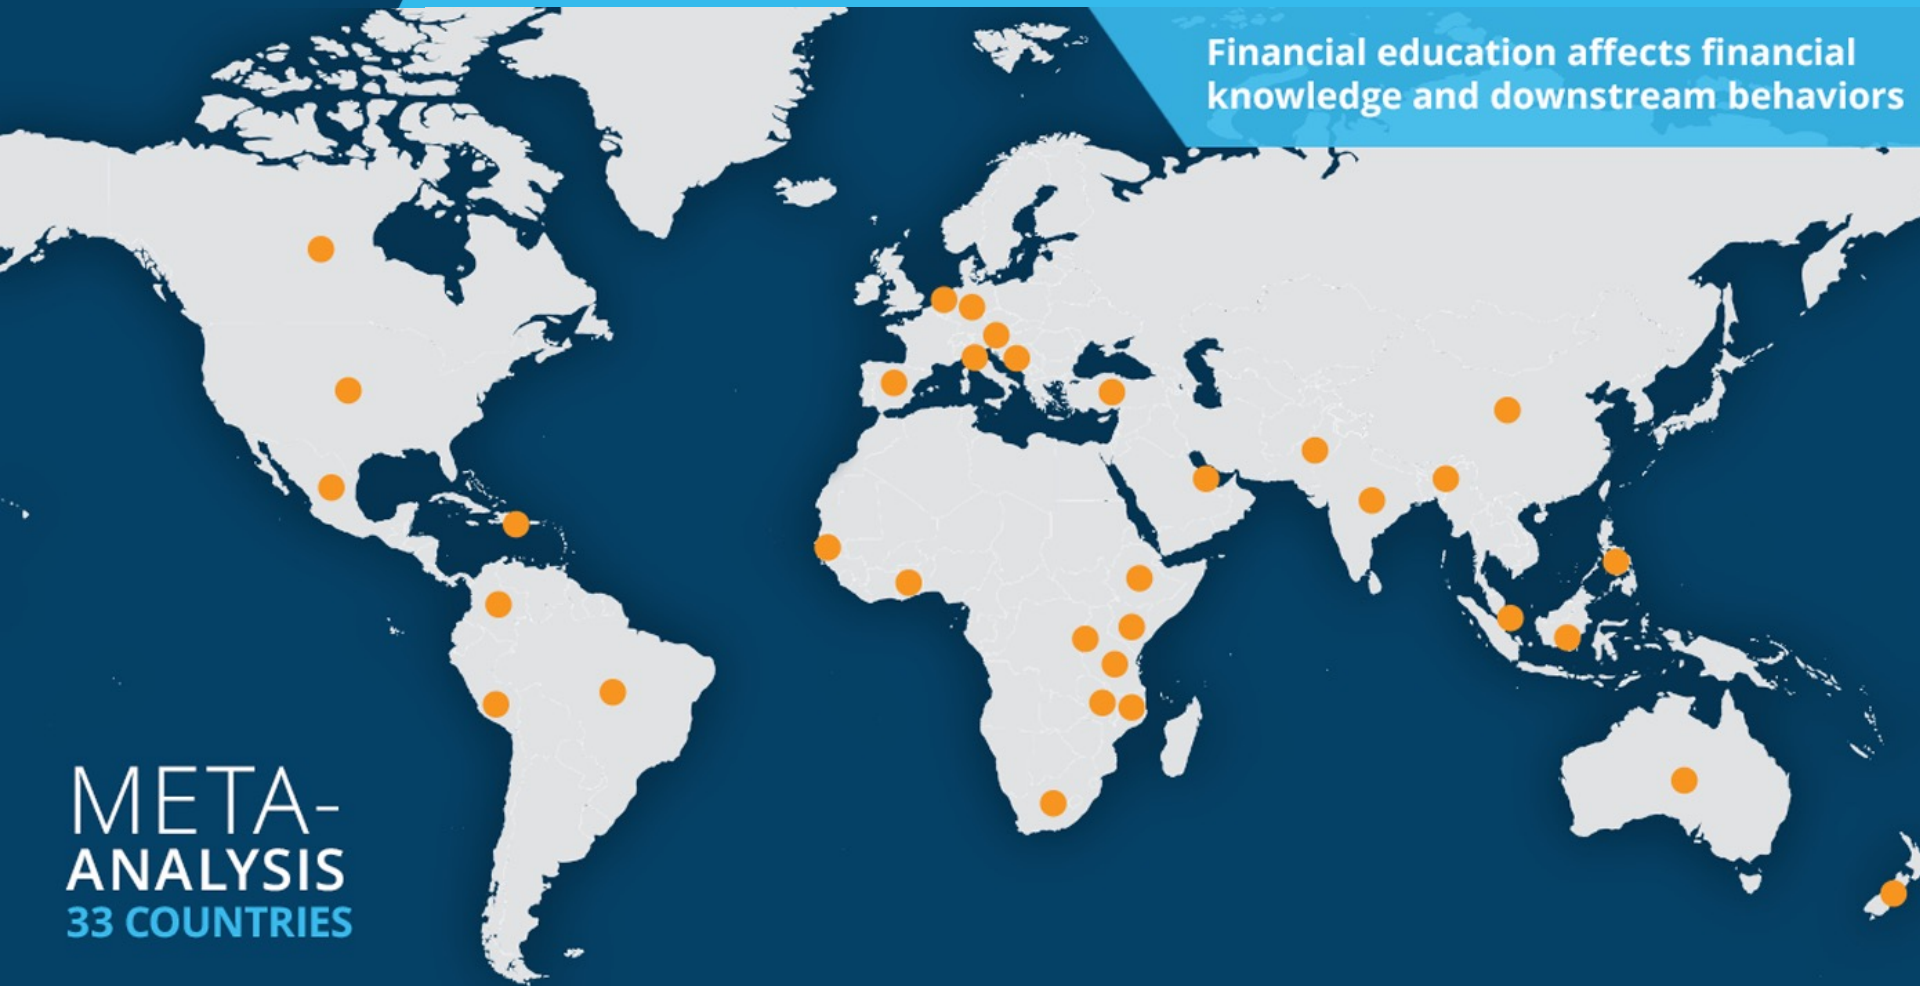 Financial education affects financial
knowledge and downstream behaviors
META-
ANALYSIS
33 COUNTRIES